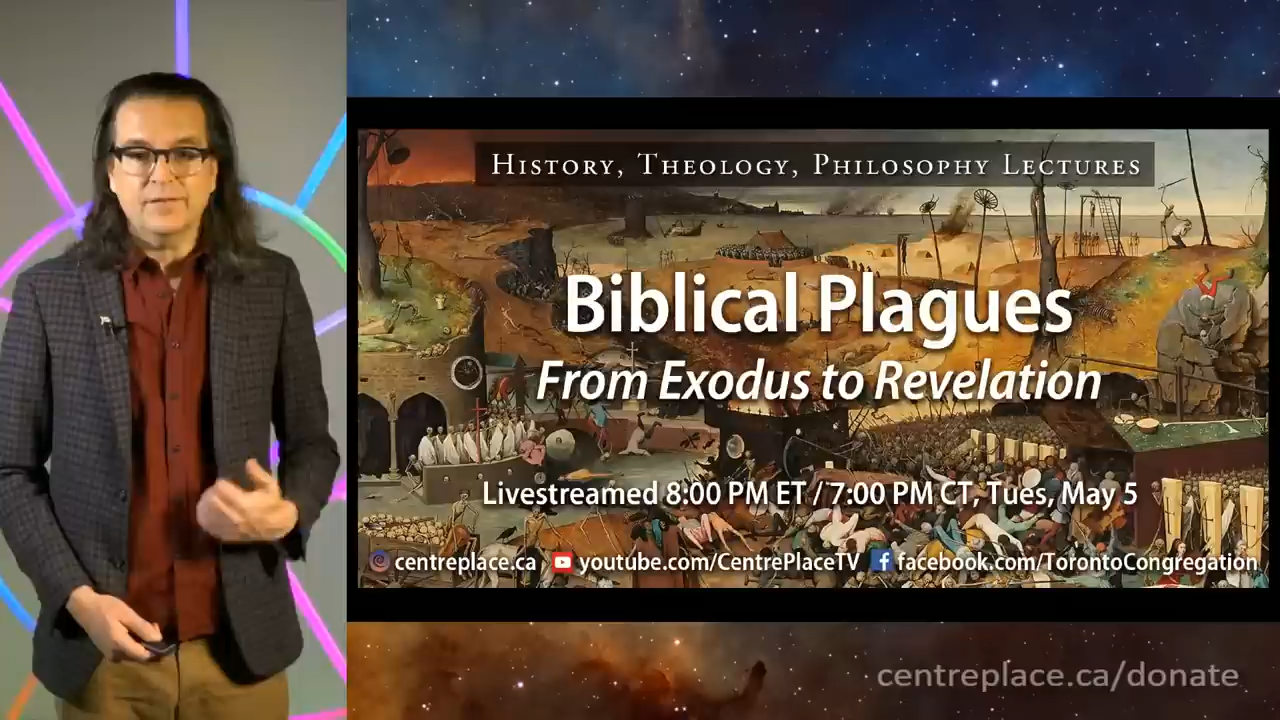 HISTORY, THEOLOGY, PHILOSOPHY LECTURES
Biblical Plagues
From Exodus to Revelation
Livestreamed 8:00 PM ET / 7:00 PM CT, Tues, May 5
centreplace.ca youtube.com/CentrePlaceTV facebook.com/TorontoCongregation
centreplace.ca/donate